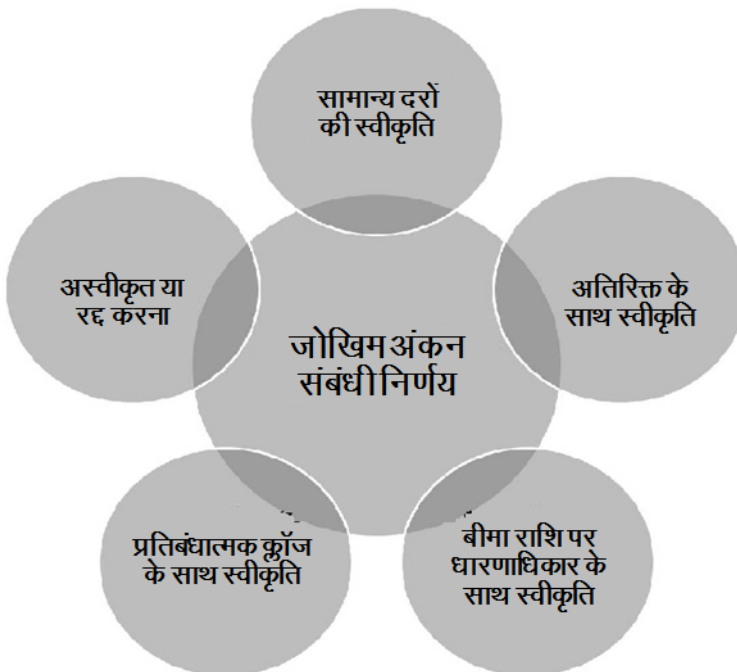 सामान्य दरों
की स्वीकृति
अतिरिक्त के
साथ स्वीकृति
बीमा राशि पर
धारणाधिकार के
साथ स्वीकृति
प्रतिबंधात्मक क्लॉज
के साथ स्वीकृति
अस्वीकृत या
रद्द करना
जोखिम अंकन
संबंधी निर्णय